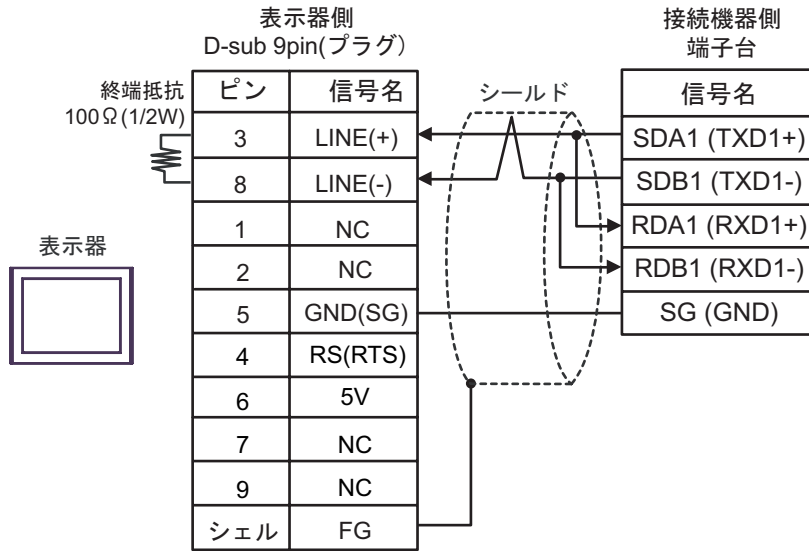 表示器側
D-sub 9pin(プラグ)
接続機器側
端子台
終端抵抗
100Ω(1/2W)
ピン 信号名
シールド
信号名
3 LINE(+)
SDA1 (TXD1+)
8 LINE(-)
SDB1 (TXD1-)
1 NC
RDA1 (RXD1+)
表示器
2 NC
RDB1 (RXD1-)
5 GND(SG)
SG (GND)
4 RS(RTS)
6 5V
7 NC
9 NC
シェル FG